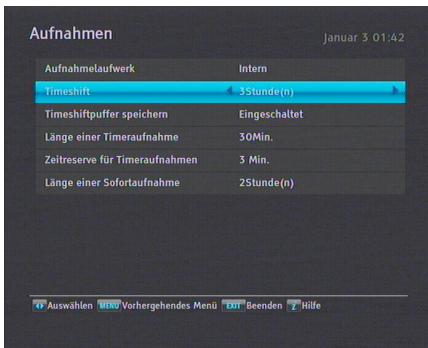 Aufnahmen
Januar 3 01:42
Aufnahmelaufwerk Intern
Timeshift 3Stunde(n)
Timeshiftpuffer speichern Eingeschaltet
Länge einer Timeraufnahme 30Min.
Zeitreserve für Timeraufnahmen 3 Min.
Länge einer Sofortaufnahme 2Stunde(n)
Auswählen MENU Vorhergehendes Menü EXIT Beenden i Hilfe